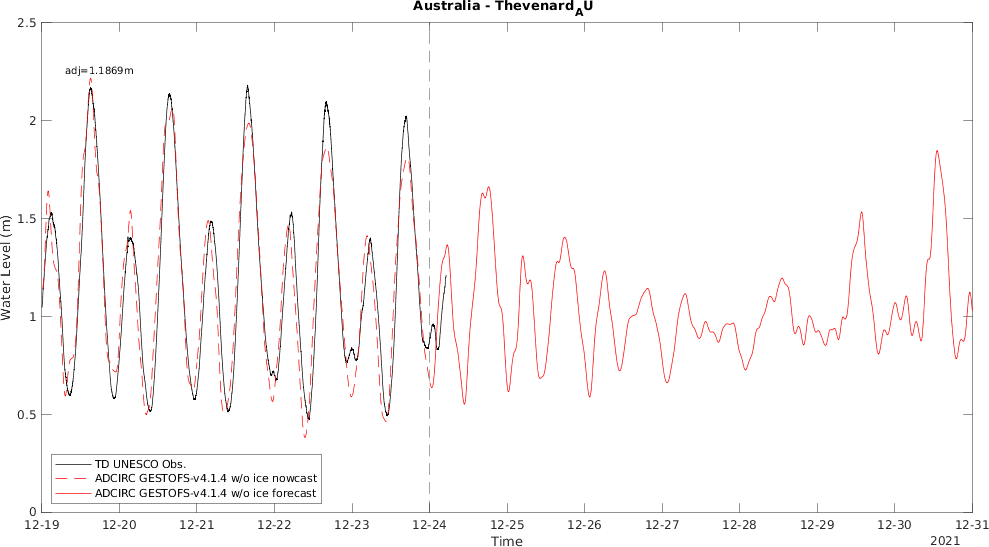 Australia - Thevenard_AU
adj=1.1869m
Water Level (m)
2.5
2
1.5
1
0.5
0
TD UNESCO Obs.
ADCIRC GESTOFS-v4.1.4 w/o ice nowcast
ADCIRC GESTOFS-v4.1.4 w/o ice forecast
12-19 12-20 12-21 12-22 12-23 12-24 12-25 12-26 12-27 12-28 12-29 12-30 12-31
Time
2021